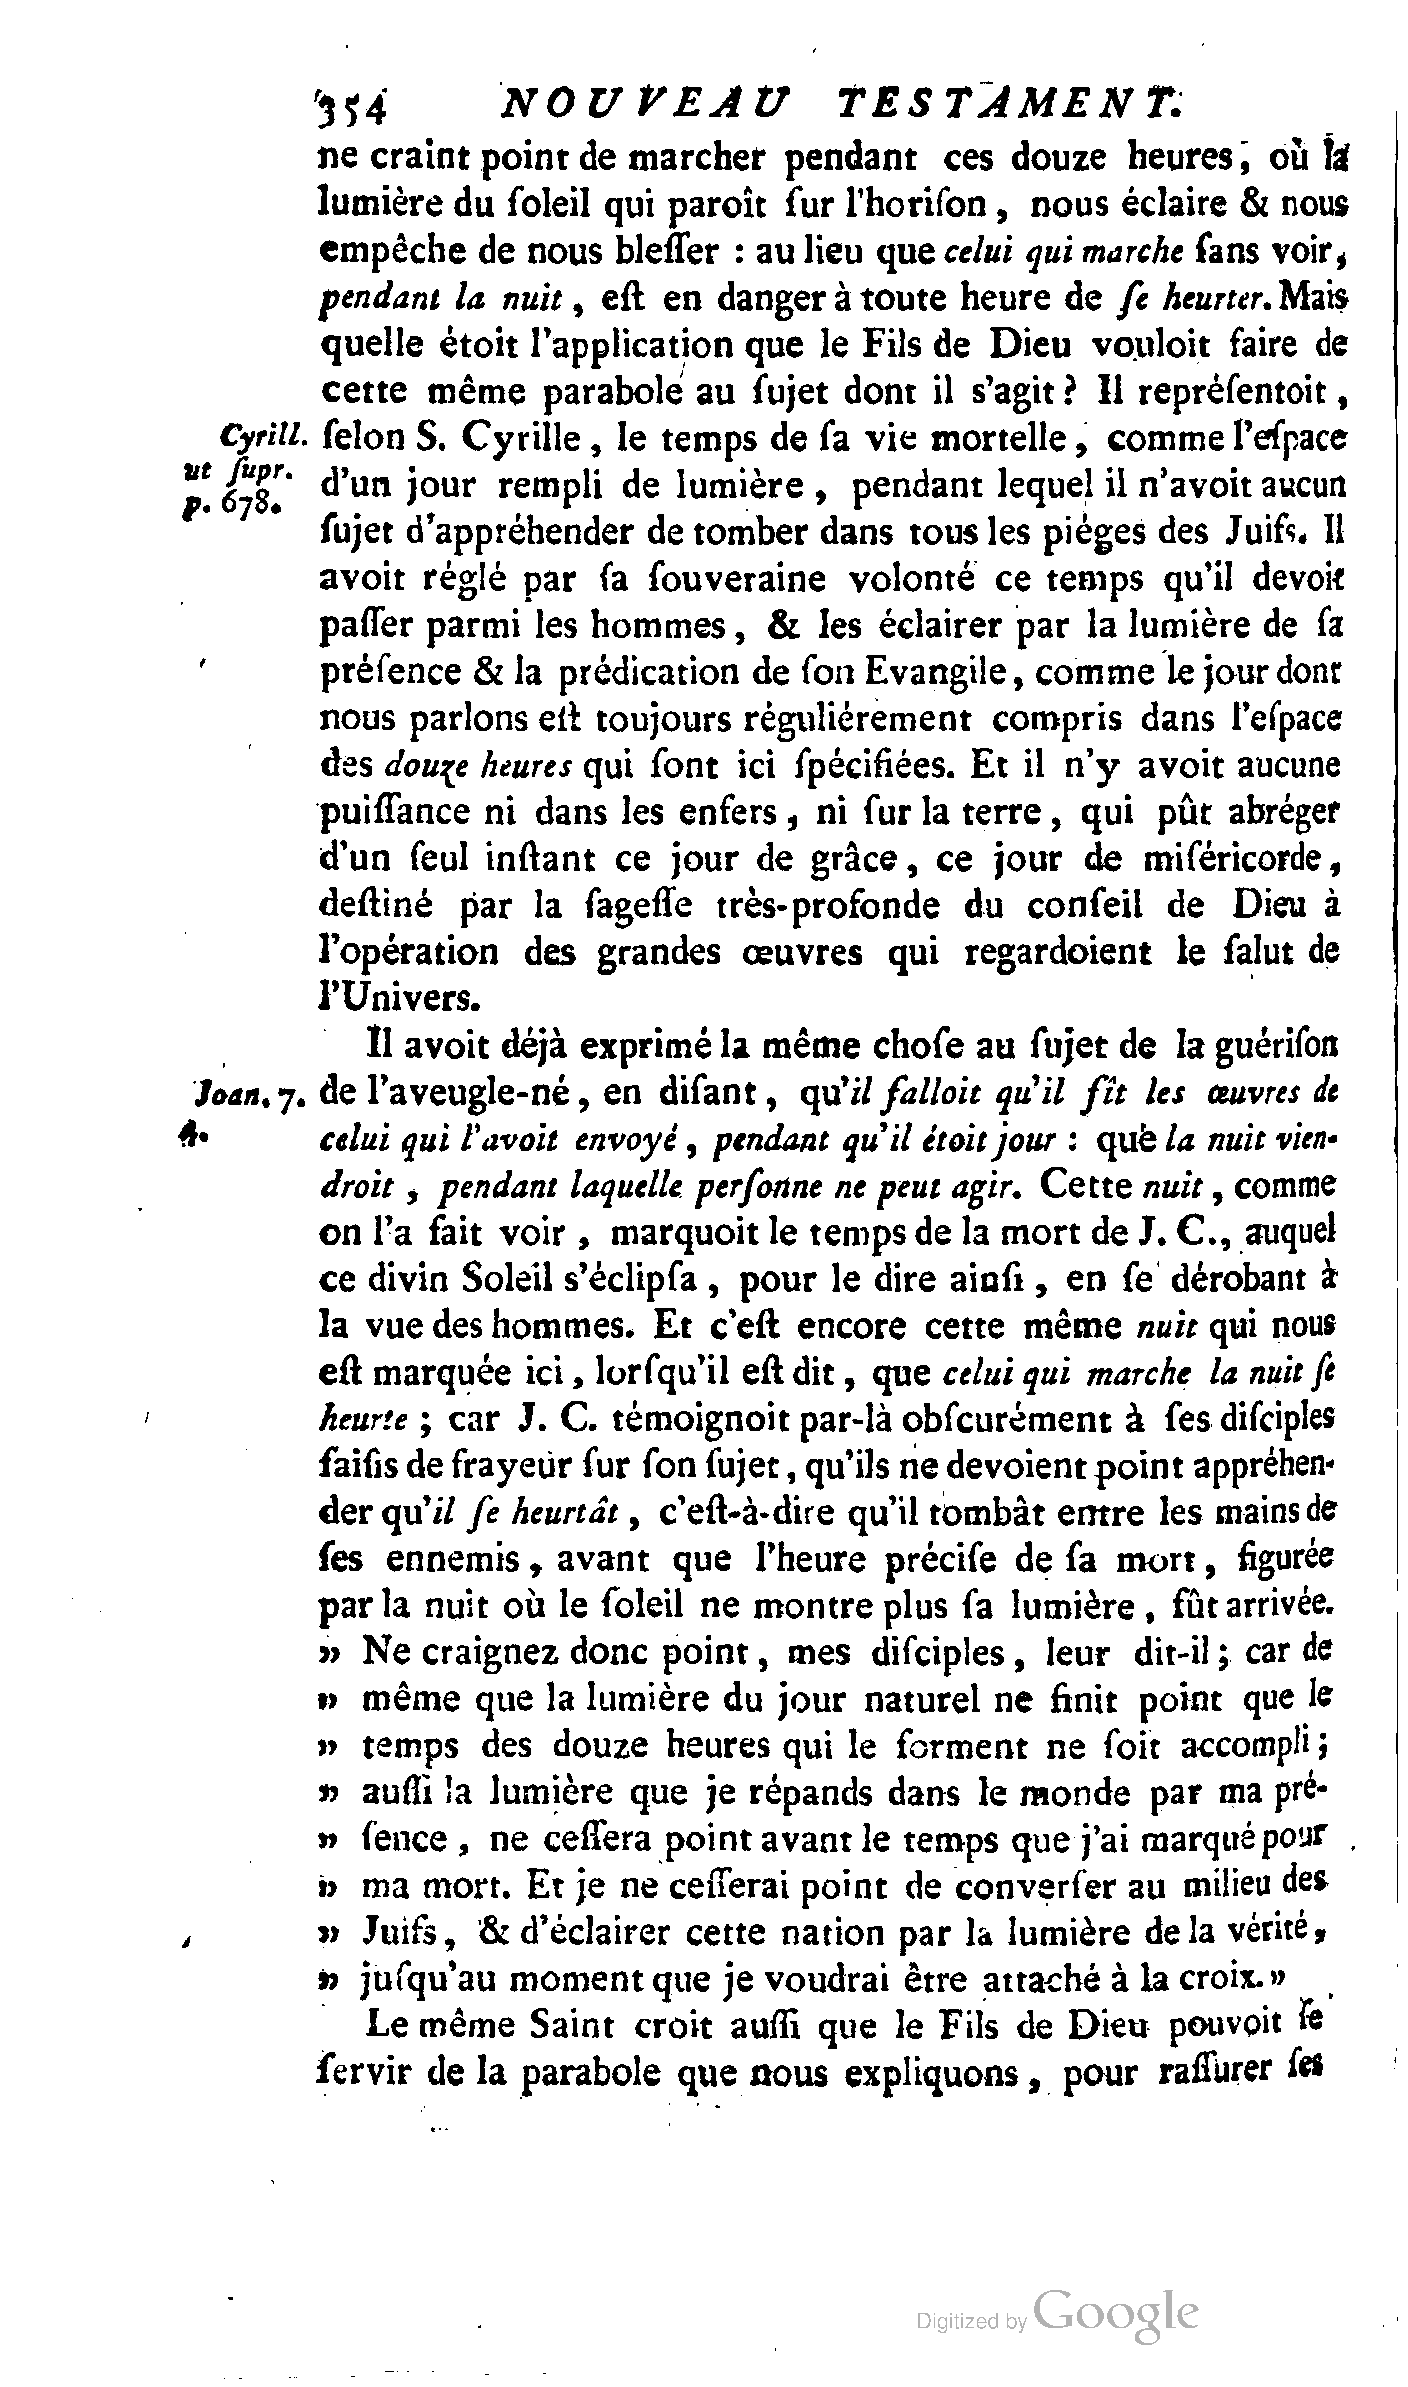 354 NOUVEAU TESTAMENT.
ne craint point de marcher pendant ces douze heures, où la
lumière du ſoleil qui paroît ſur l'horiſon, nous éclaire & nous
empêche de nous bleſſer : au lieu que celui qui marche ſans voir,
pendant la nuit, eſt en danger à toute heure de ſe heurter. Mais
quelle étoit l'application que le Fils de Dieu vouloit faire de
cette même parabole au ſujet dont il s'agit ? Il repréſentoit,
Cyrill. ſelon S. Cyrille, le temps de ſa vie mortelle, comme l'eſpace
ut ſupr.
p. 678.
d'un jour rempli de lumière, pendant lequel il n'avoit aucun
ſujet d'appréhender de tomber dans tous les piéges des Juifs. Il
avoit réglé par ſa ſouveraine volonté ce temps qu'il devoit
paſſer parmi les hommes, & les éclairer par la lumière de ſa
préſence & la prédication de ſon Evangile, comme le jour dont
nous parlons eſt toujours réguliérement compris dans l'eſpace
des douze heures qui ſont ici ſpécifiées. Et il n'y avoit aucune
puiſſance ni dans les enfers, ni ſur la terre, qui pût abréger
d'un ſeul inſtant ce jour de grâce, ce jour de miſéricorde,
deſtiné par la ſageſſe très-profonde du conſeil de Dieu à
l'opération des grandes œuvres qui regardoient le ſalut de
l'Univers.
Il avoit déjà exprimé la même choſe au ſujet de la guériſon
Joan. 7. de l'aveugle-né, en diſant, qu'il falloit qu'il fît les œuvres de
4. celui qui l'avoit envoyé, pendant qu'il étoit jour : que la nuit vien-
droit, pendant laquelle perſonne ne peut agir. Cette nuit, comme
on l'a fait voir, marquoit le temps de la mort de J. C., auquel
ce divin Soleil s'éclipſa, pour le dire ainſi, en ſe dérobant à
la vue des hommes. Et c'eſt encore cette même nuit qui nous
eſt marquée ici, lorſqu'il eſt dit, que celui qui marche la nuit ſe
heurte ; car J. C. témoignoit par-là obſcurément à ſes diſciples
ſaiſis de frayeur ſur ſon ſujet, qu'ils ne devoient point appréhen-
der qu'il ſe heurtât, c'eſt-à-dire qu'il tombât entre les mains de
ſes ennemis, avant que l'heure préciſe de ſa mort, figurée
par la nuit où le ſoleil ne montre plus ſa lumière, fût arrivée.
» Ne craignez donc point, mes diſciples, leur dit-il ; car de
» même que la lumière du jour naturel ne finit point que le
» temps des douze heures qui le forment ne ſoit accompli ;
» auſſi la lumière que je répands dans le monde par ma pré-
» ſence, ne ceſſera point avant le temps que j'ai marqué pour
» ma mort. Et je ne ceſſerai point de converſer au milieu des
» Juifs, & d'éclairer cette nation par la lumière de la vérité,
» juſqu'au moment que je voudrai être attaché à la croix. »
Le même Saint croit auſſi que le Fils de Dieu pouvoit ſe
ſervir de la parabole que nous expliquons, pour raſſurer ſes
Digitized by Google